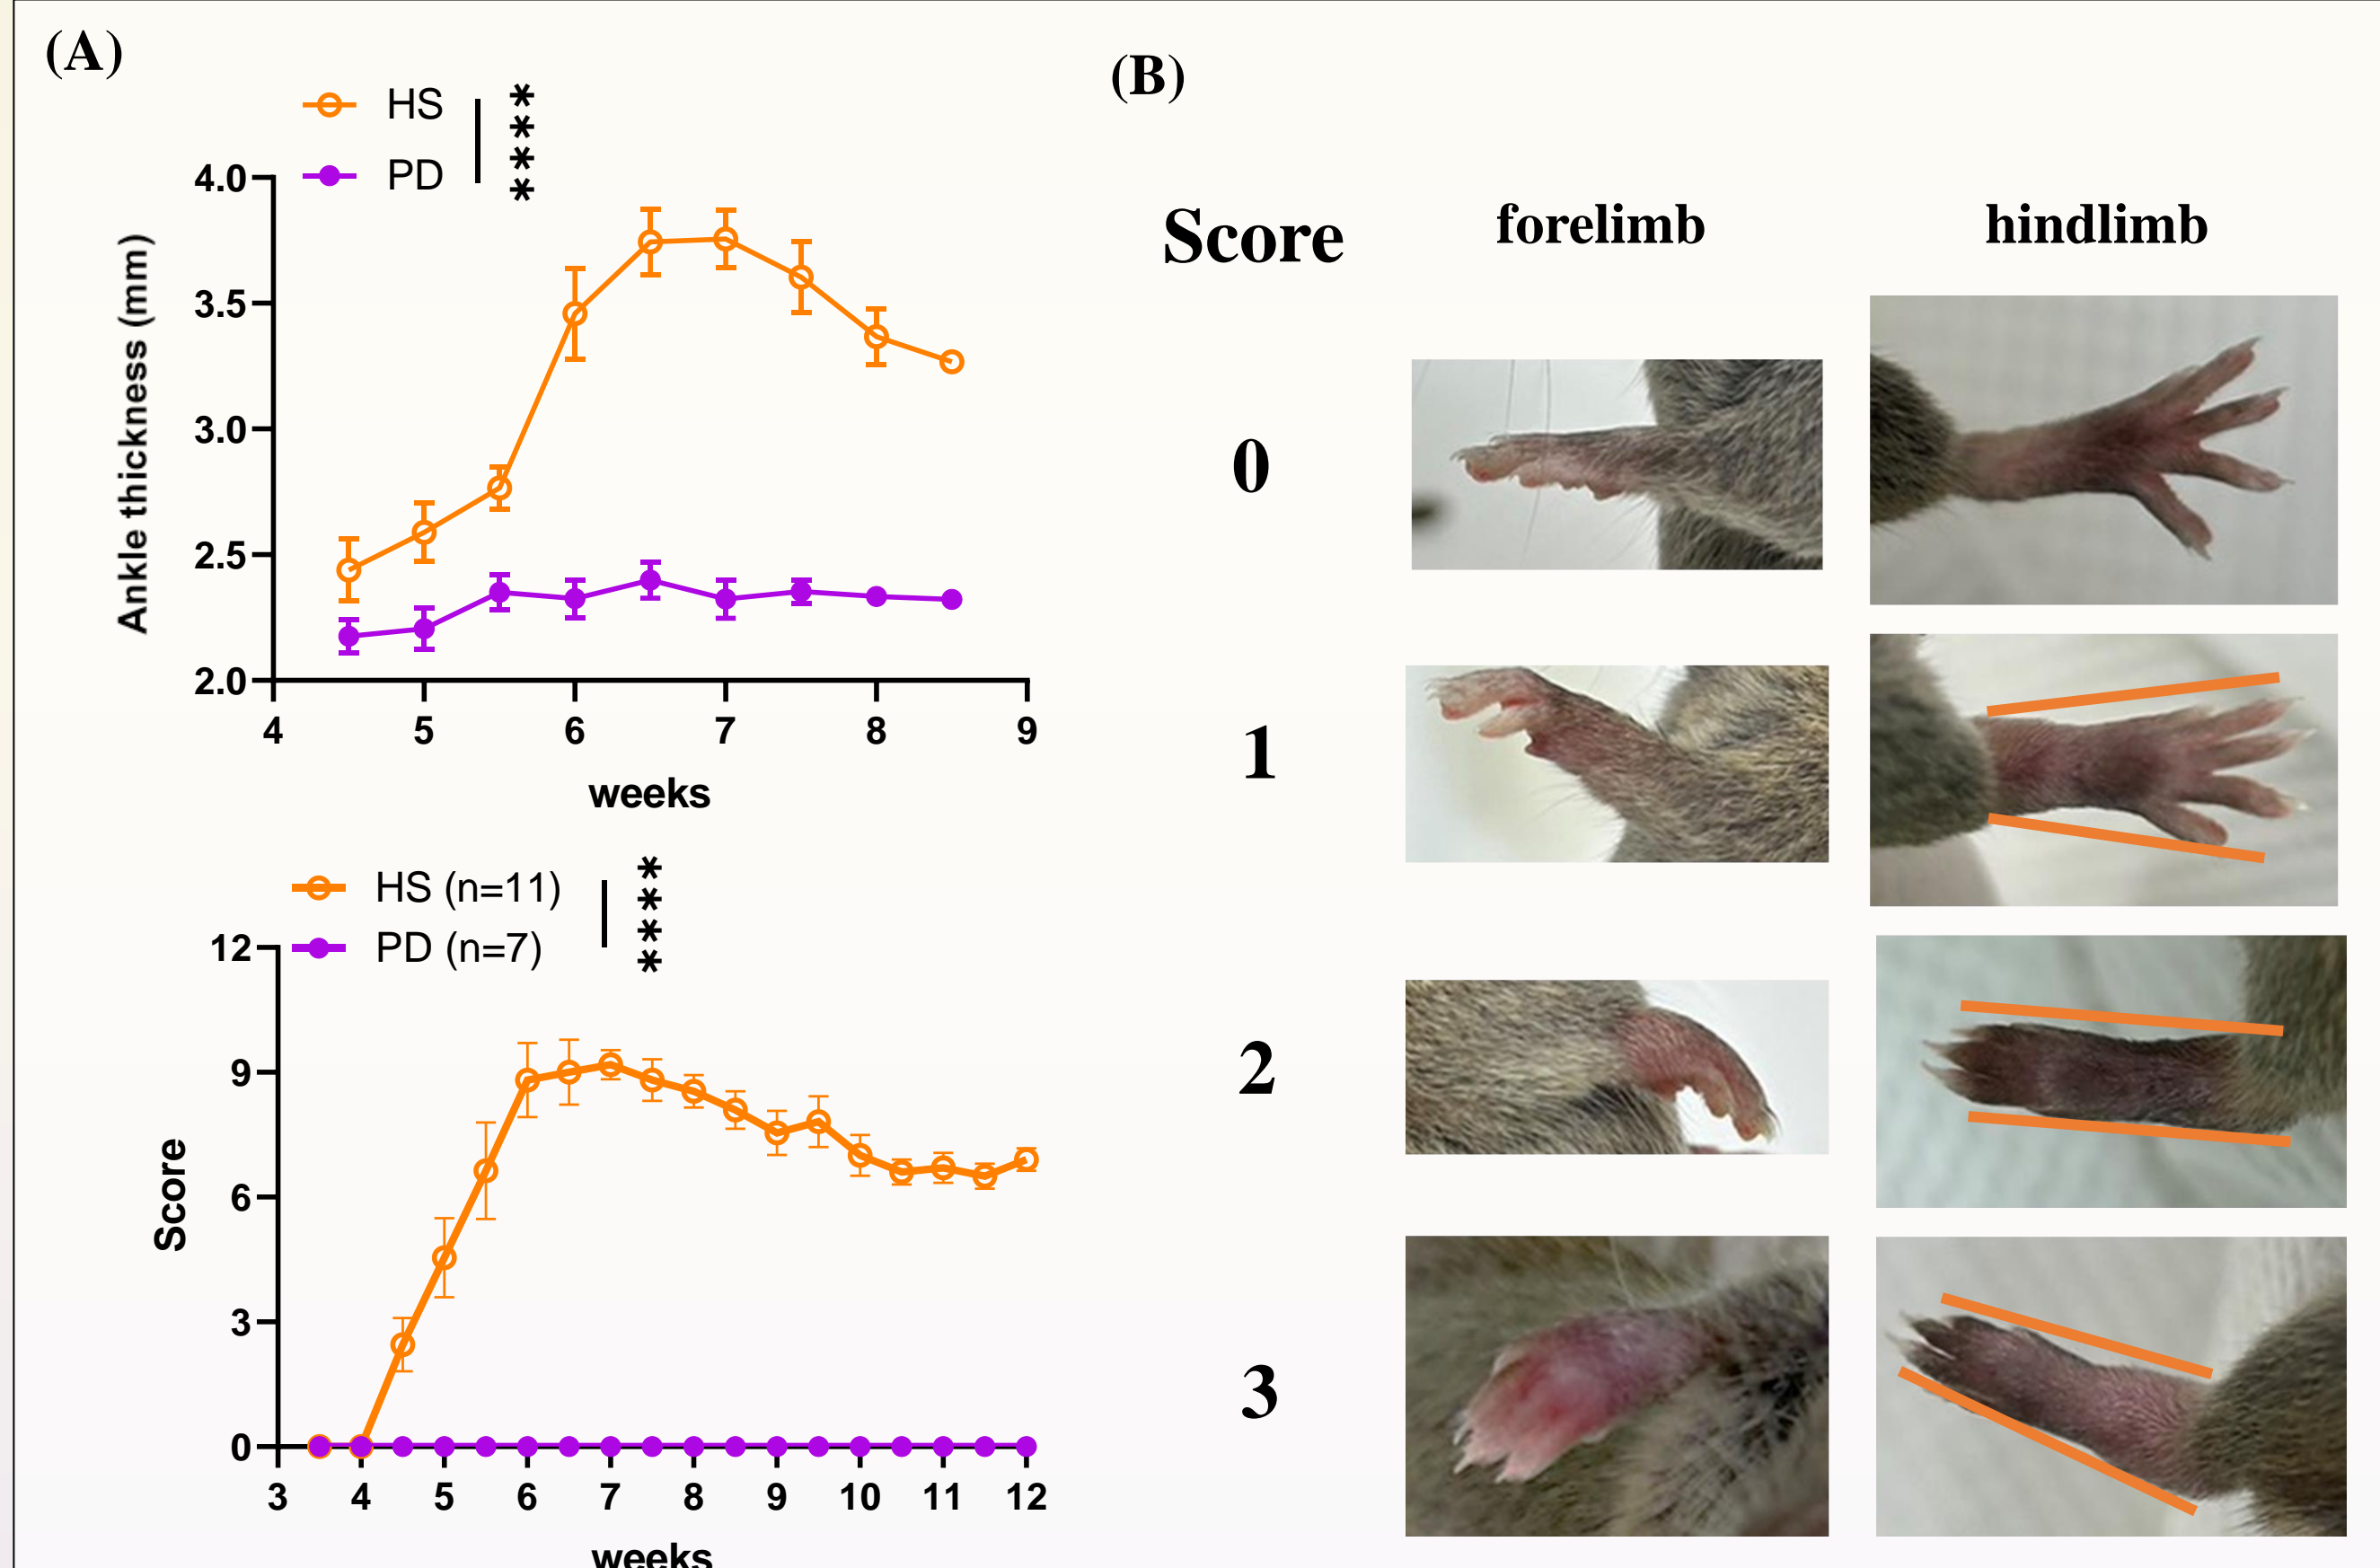 (A)
HS
PD
****
4.0
3.5
3.0
2.5
2.0
Ankle thickness (mm)
4 5 6 7 8 9
weeks
HS (n=11)
PD (n=7)
****
12
9
6
3
0
Score
3 4 5 6 7 8 9 10 11 12
weeks
(B)
Score forelimb hindlimb
0
1
2
3